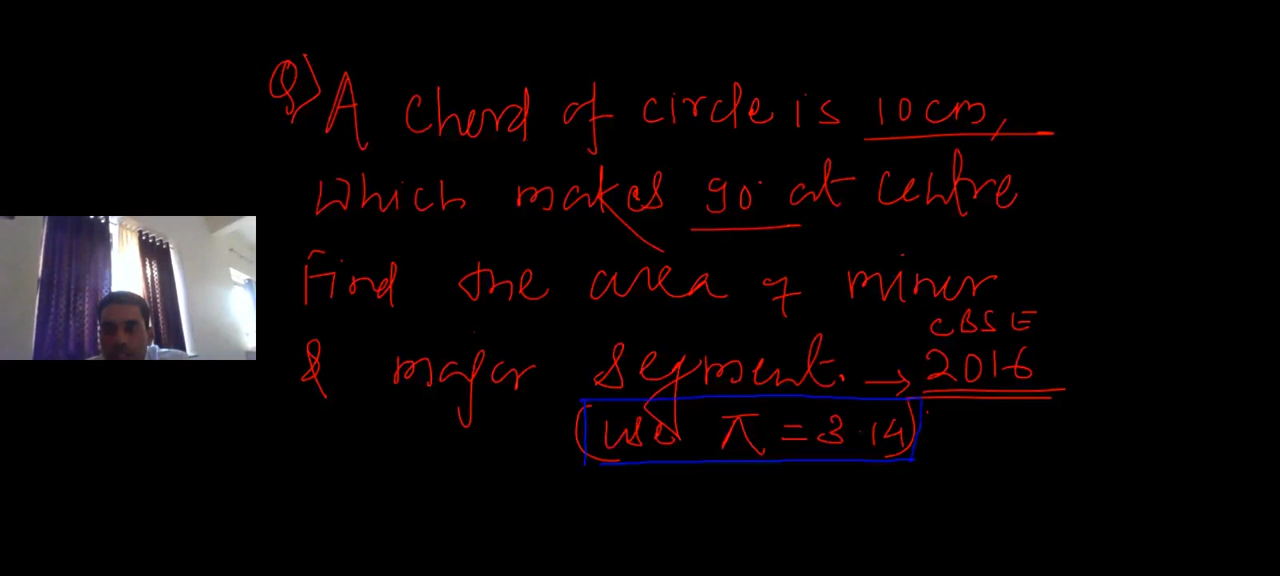 Q) A chord of circle is 10cm,
which makes 90° at centre
Find the area of minor
& major segment. → CBSE 2016
(use π = 3.14)